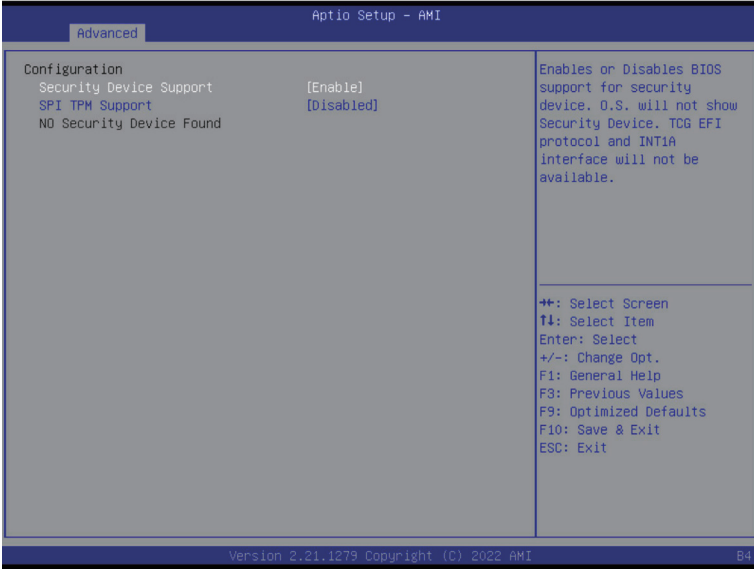 Aptio Setup – AMI
Advanced
Configuration
Security Device Support [Enable]
SPI TPM Support [Disabled]
NO Security Device Found
Enables or Disables BIOS
support for security
device. O.S. will not show
Security Device. TCG EFI
protocol and INT1A
interface will not be
available.
→←: Select Screen
↑↓: Select Item
Enter: Select
+/-: Change Opt.
F1: General Help
F3: Previous Values
F9: Optimized Defaults
F10: Save & Exit
ESC: Exit
Version 2.21.1279 Copyright (C) 2022 AMI
B4